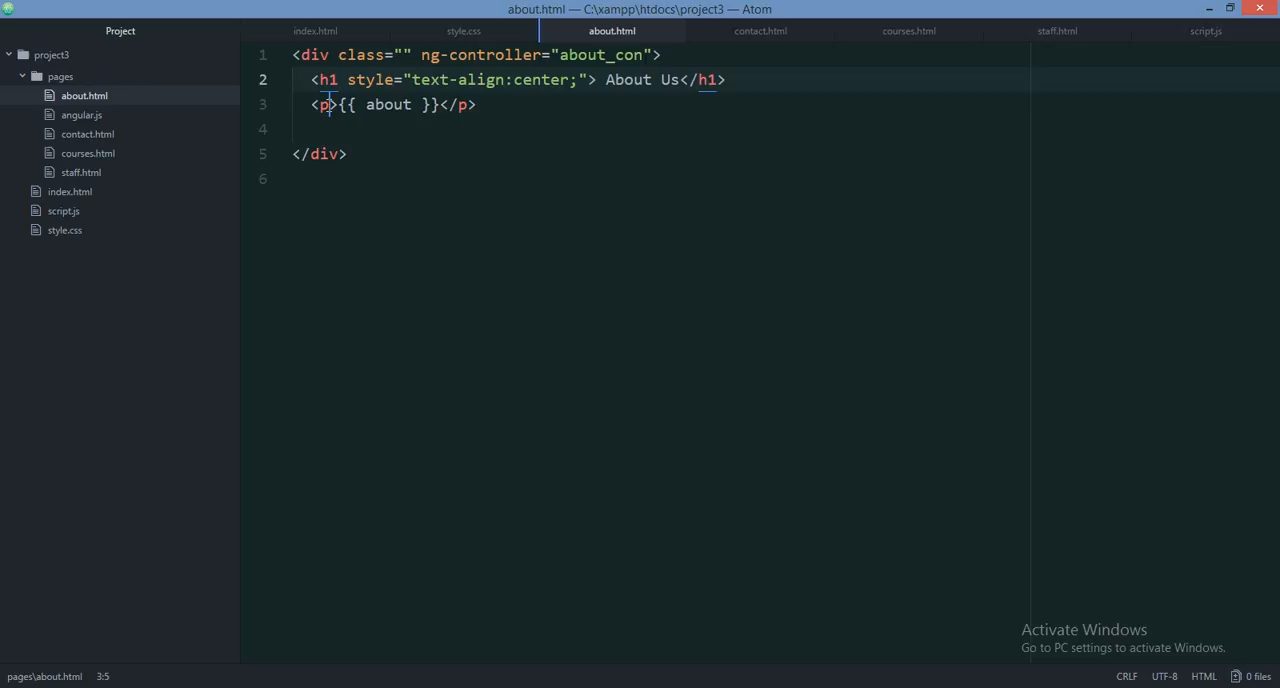 about.html — C:\xampp\htdocs\project3 — Atom
Project
index.html
style.css
about.html
contact.html
courses.html
staff.html
script.js
project3
pages
about.html
angular.js
contact.html
courses.html
staff.html
index.html
script.js
style.css
1 <div class="" ng-controller="about_con">
2 <h1 style="text-align:center;"> About Us</h1>
3 <p>{{ about }}</p>
4
5 </div>
6
Activate Windows
Go to PC settings to activate Windows.
pages\about.html 3:5
CRLF UTF-8 HTML 0 files